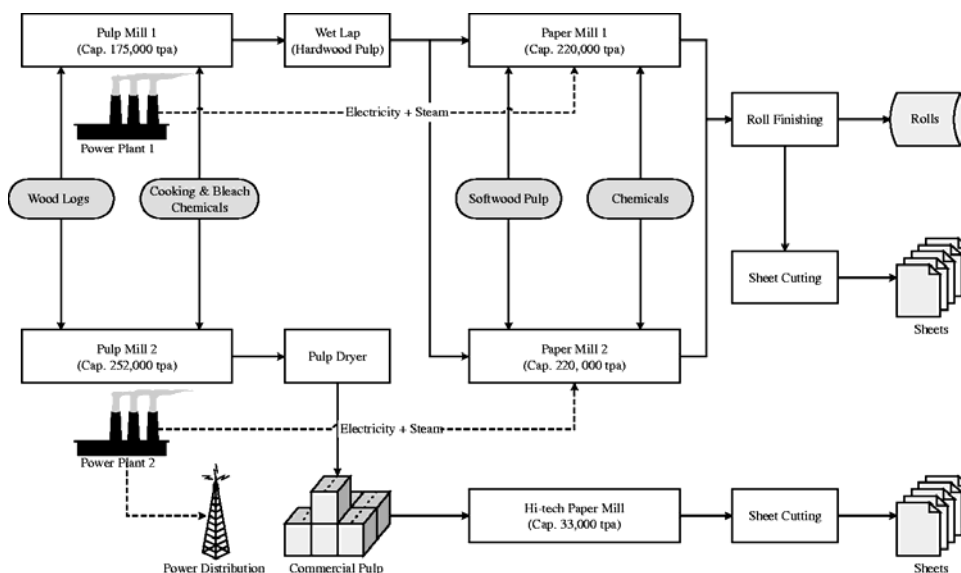 Pulp Mill 1
(Cap. 175,000 tpa)
Wet Lap
(Hardwood Pulp)
Paper Mill 1
(Cap. 220,000 tpa)
Electricity + Steam
Power Plant 1
Roll Finishing
Rolls
Wood Logs
Cooking & Bleach
Chemicals
Softwood Pulp
Chemicals
Sheet Cutting
Sheets
Pulp Mill 2
(Cap. 252,000 tpa)
Pulp Dryer
Paper Mill 2
(Cap. 220, 000 tpa)
Electricity + Steam
Power Plant 2
Hi-tech Paper Mill
(Cap. 33,000 tpa)
Sheet Cutting
Power Distribution
Commercial Pulp
Sheets